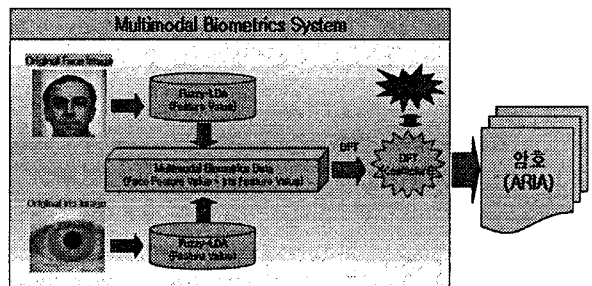 Multimodal Biometrics System
Original Face Image
Fuzzy-LDA
(Feature Value)
DFT
DFT
Multimodal Biometrics Data
(Face Feature Value + Iris Feature Value)
암호
(ARIA)
Original Iris Image
Fuzzy-LDA
(Feature Value)